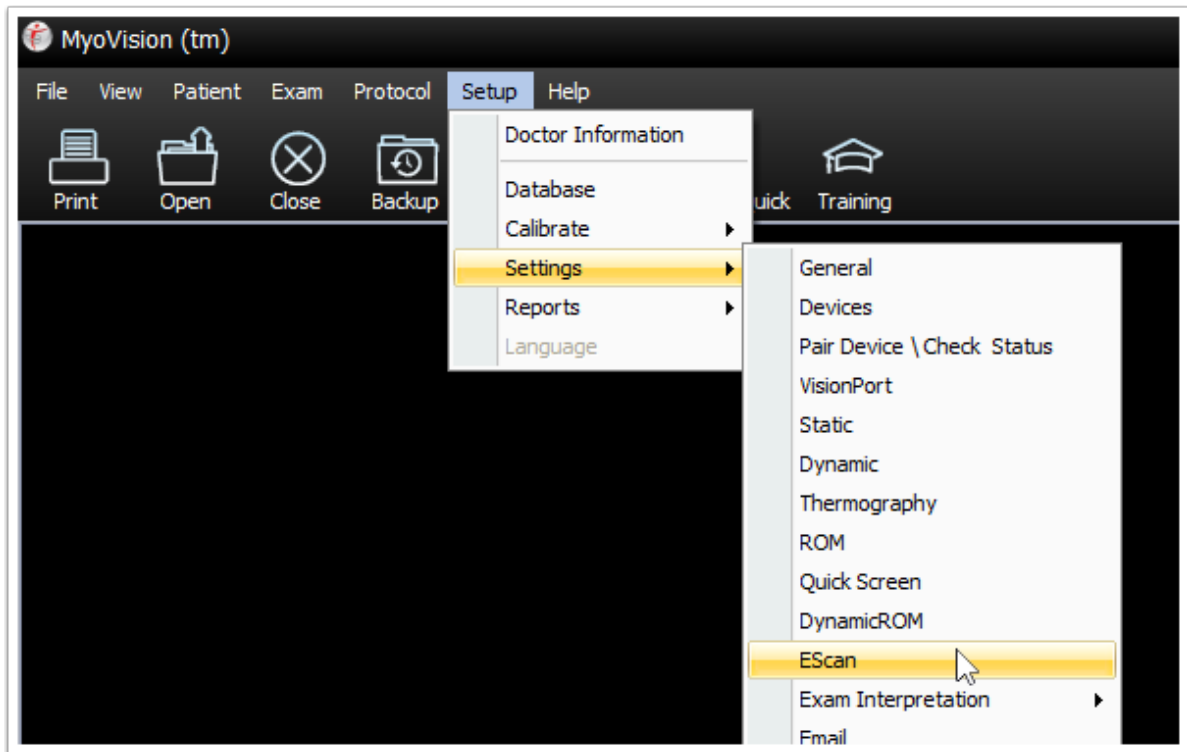 MyoVision (tm)
File View Patient Exam Protocol Setup Help
Print Open Close Backup uick Training
Doctor Information
Database
Calibrate
Settings
Reports
Language
General
Devices
Pair Device \ Check Status
VisionPort
Static
Dynamic
Thermography
ROM
Quick Screen
DynamicROM
EScan
Exam Interpretation
Email